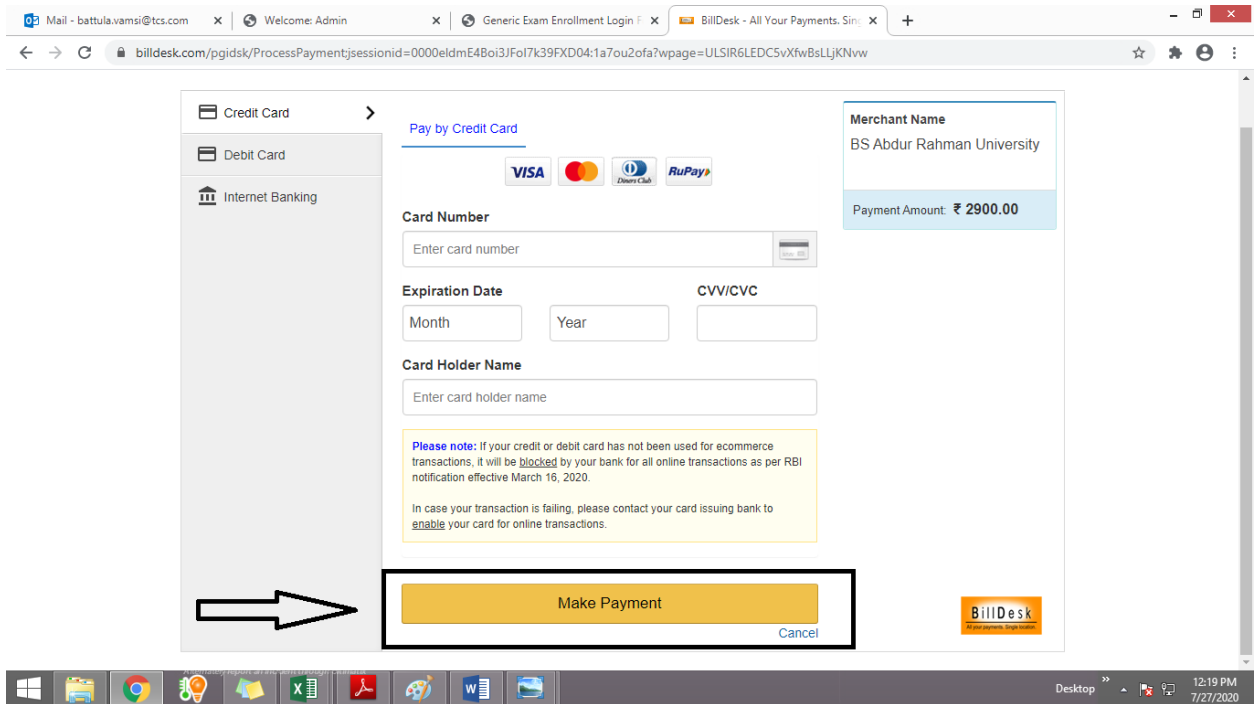 Mail - battula.vamsi@tcs.com
Welcome: Admin
Generic Exam Enrollment Login F
BillDesk - All Your Payments. Sing
billdesk.com/pgidsk/ProcessPayment;jsessionid=0000eldmE4Boi3JFoI7k39FXD04:1a7ou2ofa?wpage=ULSIR6LEDC5vXfwBsLLjKNvw
Credit Card
Debit Card
Internet Banking
Pay by Credit Card
VISA
Diners Club
RuPay
Card Number
Enter card number
Expiration Date
CVV/CVC
Month
Year
Card Holder Name
Enter card holder name
Please note: If your credit or debit card has not been used for ecommerce
transactions, it will be blocked by your bank for all online transactions as per RBI
notification effective March 16, 2020.
In case your transaction is failing, please contact your card issuing bank to
enable your card for online transactions.
Make Payment
Cancel
Merchant Name
BS Abdur Rahman University
Payment Amount: ₹ 2900.00
BillDesk
All your payments. Single location
Desktop
12:19 PM
7/27/2020